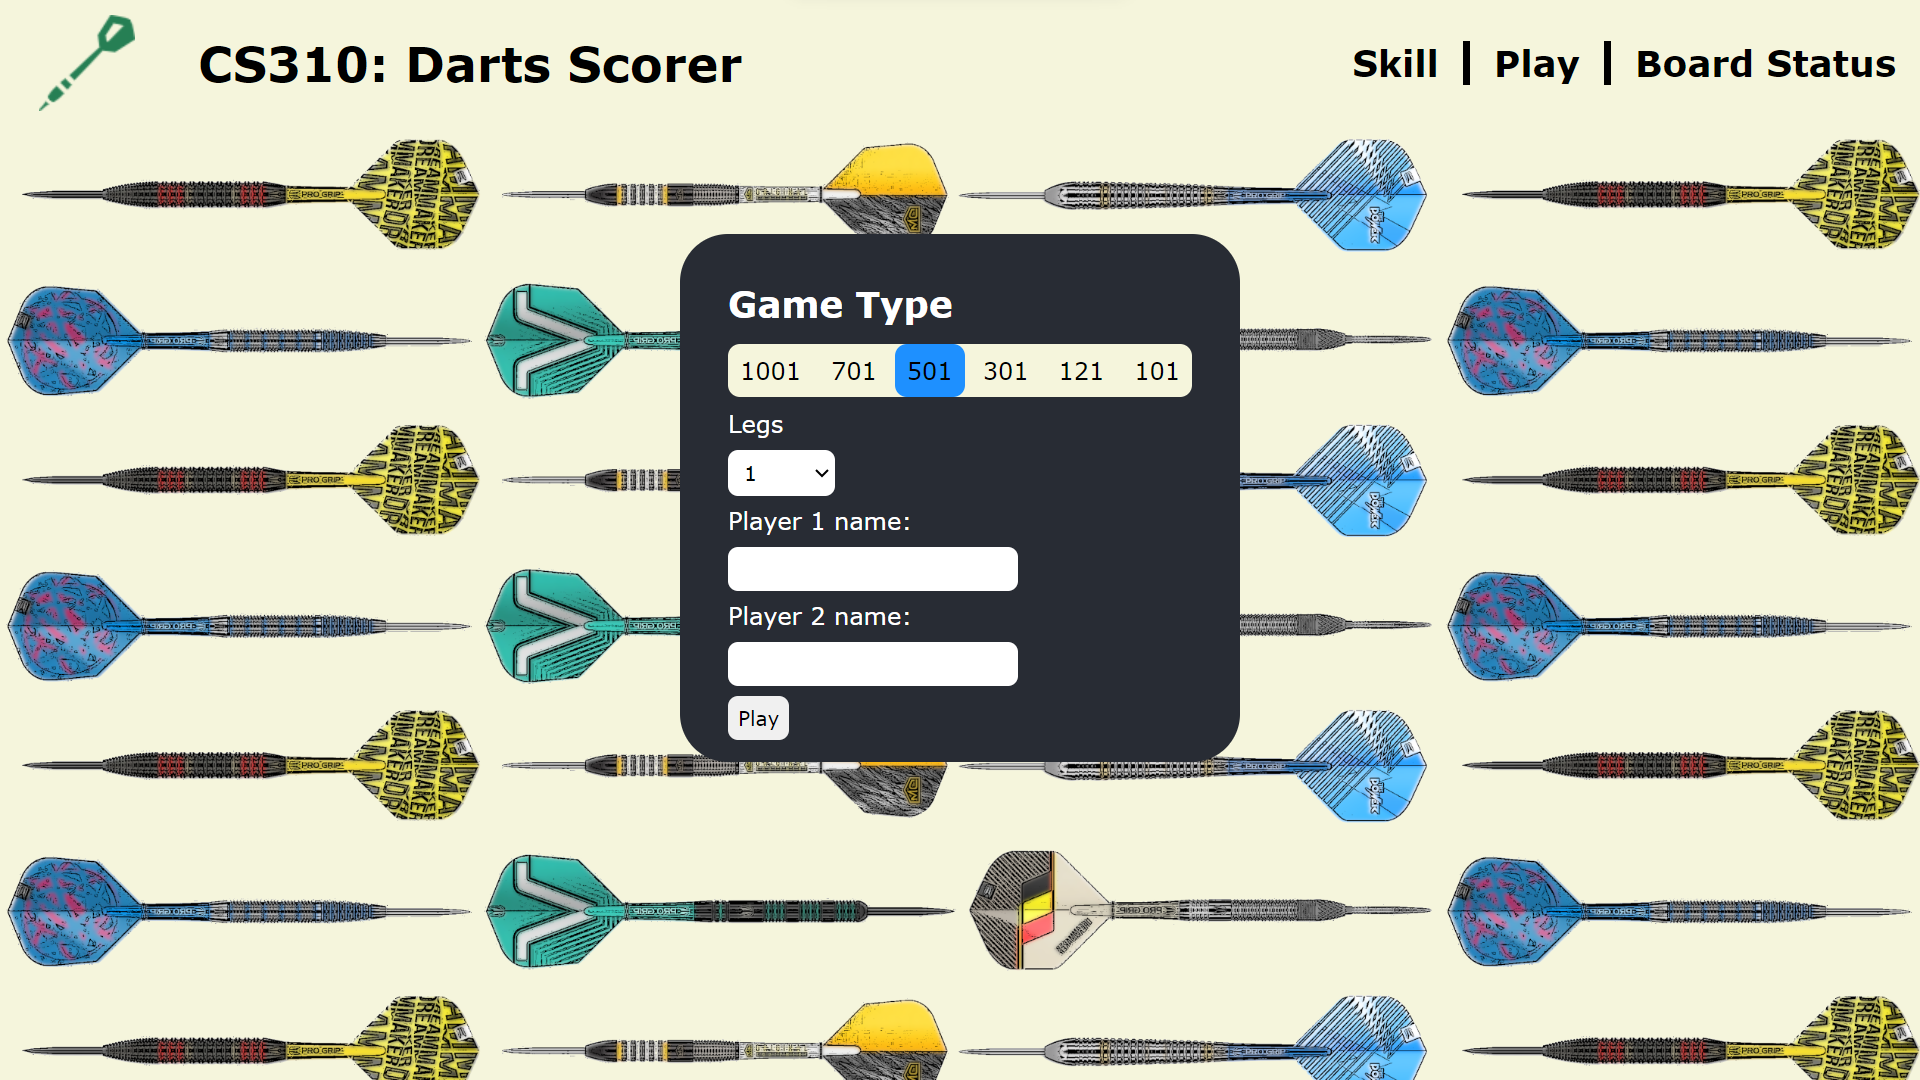 CS310: Darts Scorer
Skill
Play
Board Status
Game Type
1001 701 501 301 121 101
Legs
1
Player 1 name:
Player 2 name:
Play